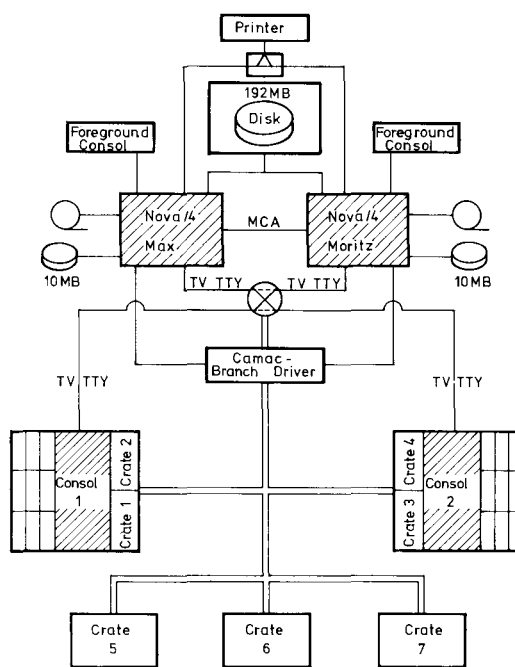 Printer
192MB
Disk
Foreground
Consol
Foreground
Consol
Nova/4
Max
MCA
Nova/4
Moritz
10MB
10MB
TV TTY
TV TTY
Camac-
Branch Driver
TV TTY
TV TTY
Consol
1
Crate 2
Crate 1
Crate 4
Crate 3
Consol
2
Crate
5
Crate
6
Crate
7